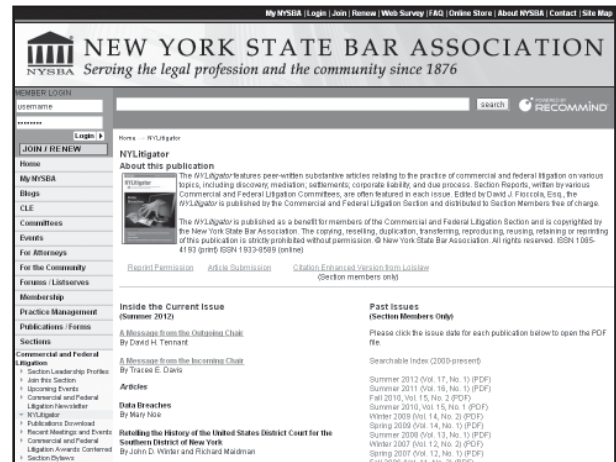 My NYSBA | Login | Join | Renew | Web Survey | FAQ | Online Store | About NYSBA | Contact | Site Map
NYSBA
NEW YORK STATE BAR ASSOCIATION
Serving the legal profession and the community since 1876
MEMBER LOGIN
username
Login
JOIN / RENEW
Home
My NYSBA
Blogs
CLE
Committees
Events
For Attorneys
For the Community
Forums / Listserves
Membership
Practice Management
Publications / Forms
Sections
Commercial and Federal
Litigation
Section Leadership Profiles
Join this Section
Upcoming Events
Commercial and Federal
Litigation Newsletter
NYLitigator
Publications Download
Recent Meetings and Events
Commercial and Federal
Litigation Awards Conferred
Section Bylaws
search
POWERED BY
RECOMMIND
Home → NYLitigator
NYLitigator
About this publication
The NYLitigator features peer-written substantive articles relating to the practice of commercial and federal litigation on various
topics, including discovery; mediation; settlements; corporate liability; and due process. Section Reports, written by various
Commercial and Federal Litigation Committees, are often featured in each issue. Edited by David J. Fioccola, Esq., the
NYLitigator is published by the Commercial and Federal Litigation Section and distributed to Section Members free of charge.
The NYLitigator is published as a benefit for members of the Commercial and Federal Litigation Section and is copyrighted by
the New York State Bar Association. The copying, reselling, duplication, transferring, reproducing, reusing, retaining or reprinting
of this publication is strictly prohibited without permission. © New York State Bar Association. All rights reserved. ISSN 1085-
4193 (print) ISSN 1933-8589 (online)
Reprint Permission Article Submission Citation Enhanced Version from Loislaw
(Section members only)
Inside the Current Issue
(Summer 2012)
A Message from the Outgoing Chair
By David H. Tennant
A Message from the Incoming Chair
By Tracee E. Davis
Articles
Data Breaches
By Mary Noe
Retelling the History of the United States District Court for the
Southern District of New York
By John D. Winter and Richard Maidman
Past Issues
(Section Members Only)
Please click the issue date for each publication below to open the PDF
file.
Searchable Index (2000-present)
Summer 2012 (Vol. 17, No. 1) (PDF)
Summer 2011 (Vol. 16, No. 1) (PDF)
Fall 2010, Vol. 15, No. 2 (PDF)
Summer 2010, Vol. 15, No. 1 (PDF)
Winter 2009 (Vol. 14, No. 2) (PDF)
Spring 2009 (Vol. 14, No. 1) (PDF)
Summer 2008 (Vol. 13, No. 1) (PDF)
Winter 2007 (Vol. 12, No. 2) (PDF)
Spring 2007 (Vol. 12, No. 1) (PDF)